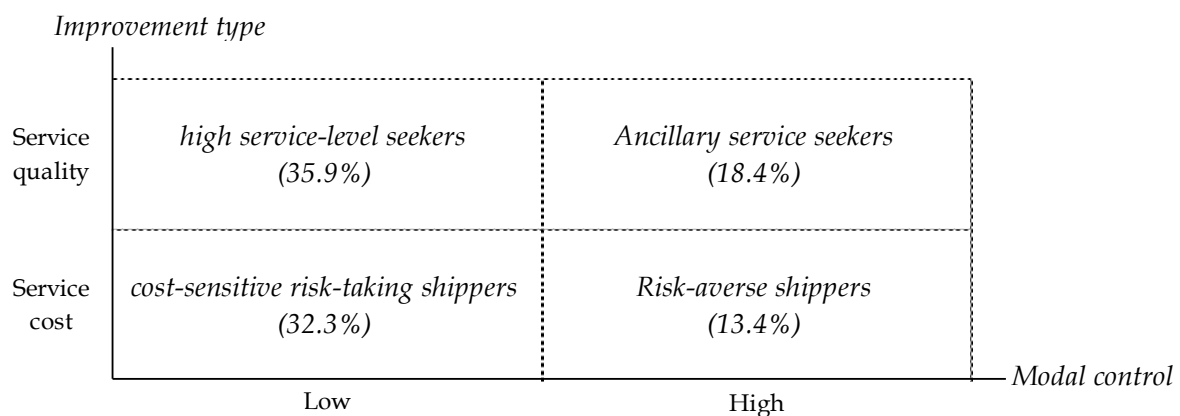 Improvement type
Service
quality
high service-level seekers
(35.9%)
Ancillary service seekers
(18.4%)
Service
cost
cost-sensitive risk-taking shippers
(32.3%)
Risk-averse shippers
(13.4%)
Modal control
Low
High